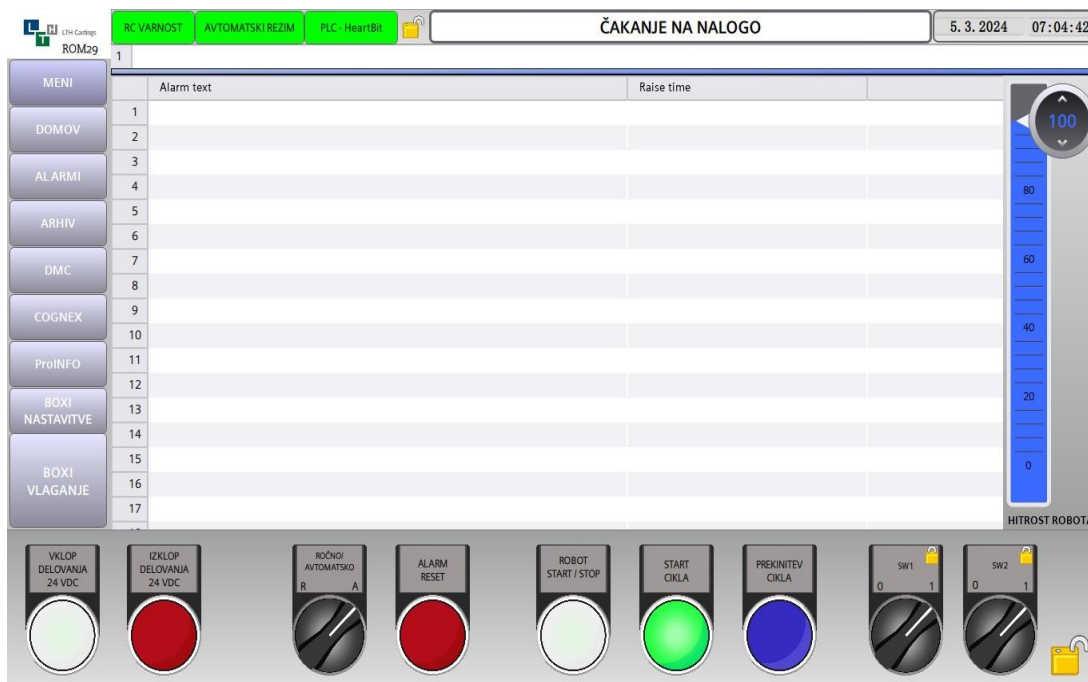 LTH Castings
ROM29
RC VARNOST
AVTOMATSKI REZIM
PLC - HeartBit
ČAKANJE NA NALOGO
5. 3. 2024 07:04:42
1
MENI
DOMOV
ALARMI
ARHIV
DMC
COGNEX
ProINFO
BOXI
NASTAVITVE
BOXI
VLAGANJE
Alarm text Raise time
1
2
3
4
5
6
7
8
9
10
11
12
13
14
15
16
17
100
80
60
40
20
0
HITROST ROBOTA
VKLOP
DELOVANJA
24 VDC
IZKLOP
DELOVANJA
24 VDC
ROČNO/
AVTOMATSKO
R A
ALARM
RESET
ROBOT
START / STOP
START
CIKLA
PREKINITEV
CIKLA
SW1
0 1
SW2
0 1